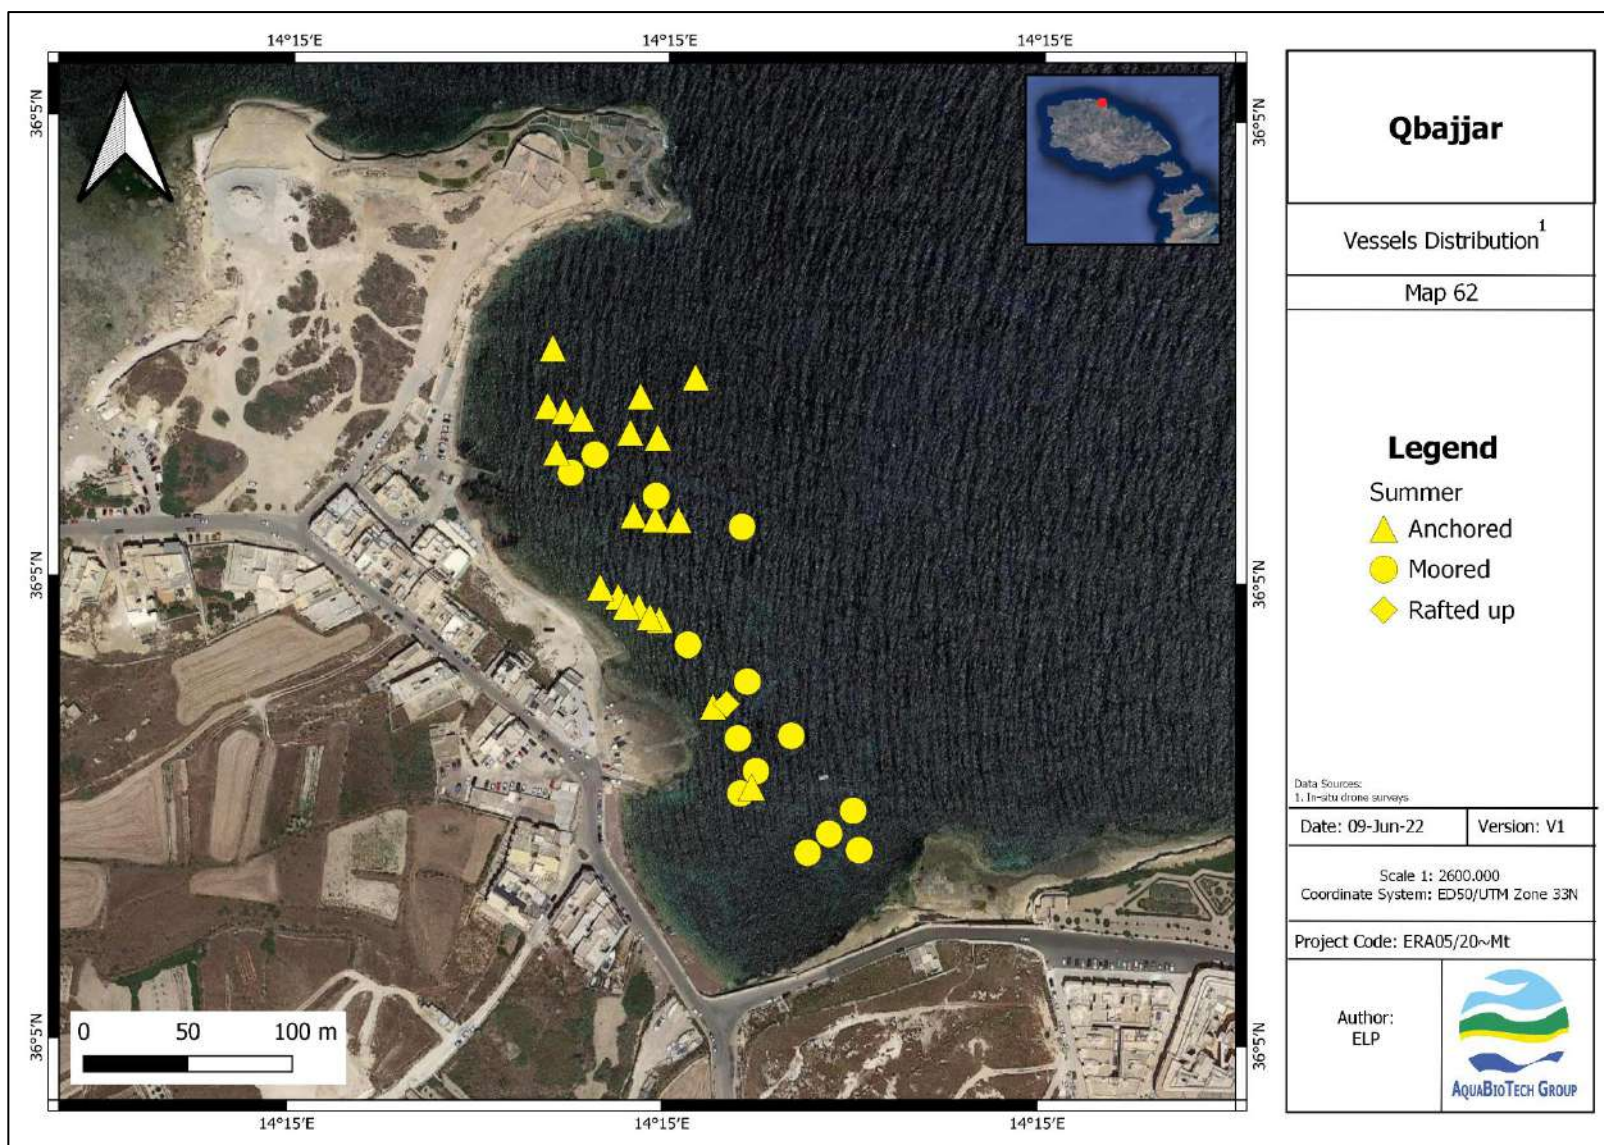 14°15'E 14°15'E 14°15'E
36°5'N 36°5'N
36°5'N 36°5'N
36°5'N 36°5'N
0 50 100 m
14°15'E 14°15'E 14°15'E
Qbajjar
Vessels Distribution¹
Map 62
Legend
Summer
Anchored
Moored
Rafted up
Data Sources:
1. In-situ drone surveys
Date: 09-Jun-22 Version: V1
Scale 1: 2600.000
Coordinate System: ED50/UTM Zone 33N
Project Code: ERA05/20~Mt
Author:
ELP
AQUABIOTECH GROUP